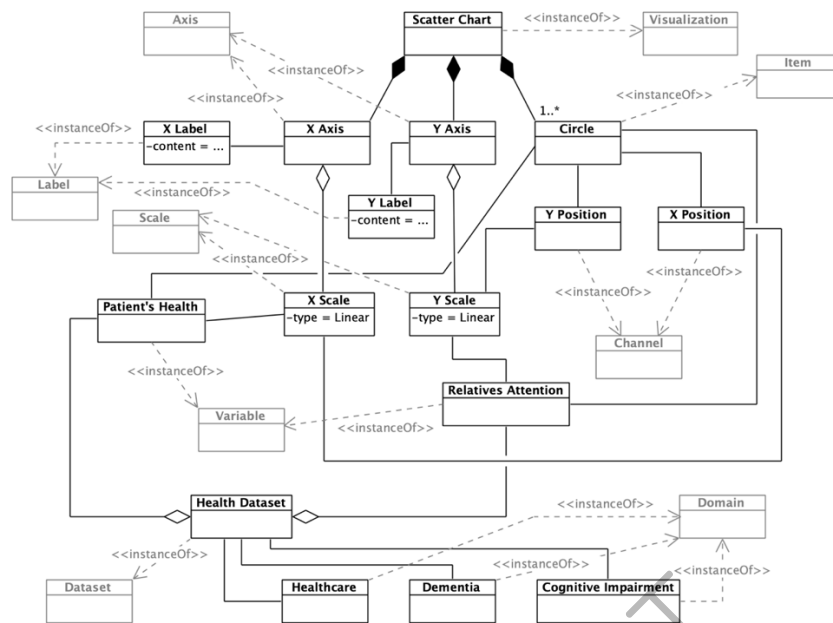 Scatter Chart
<<instanceOf>>
Axis
Visualization
Item
<<instanceOf>>
<<instanceOf>>
1..*
<<instanceOf>>
<<instanceOf>>
X Label
-content = ...
X Axis
Y Axis
Circle
Label
Y Label
-content = ...
Scale
Y Position
X Position
<<instanceOf>>
<<instanceOf>>
<<instanceOf>>
Patient's Health
X Scale
-type = Linear
Y Scale
-type = Linear
Channel
<<instanceOf>>
Relatives Attention
Variable
<<instanceOf>>
Health Dataset
<<instanceOf>>
Domain
<<instanceOf>>
<<instanceOf>>
<<instanceOf>>
Dataset
Healthcare
Dementia
Cognitive Impairment